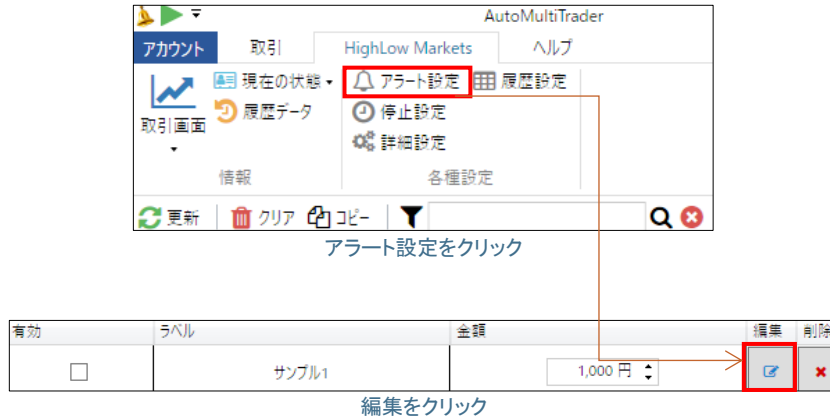 AutoMultiTrader
アカウント 取引 HighLow Markets ヘルプ
現在の状態 アラート設定 履歴設定
履歴データ 停止設定
取引画面 詳細設定
情報 各種設定
更新 クリア コピー
アラート設定をクリック
有効 ラベル 金額 編集 削除
サンプル1 1,000 円
編集をクリック